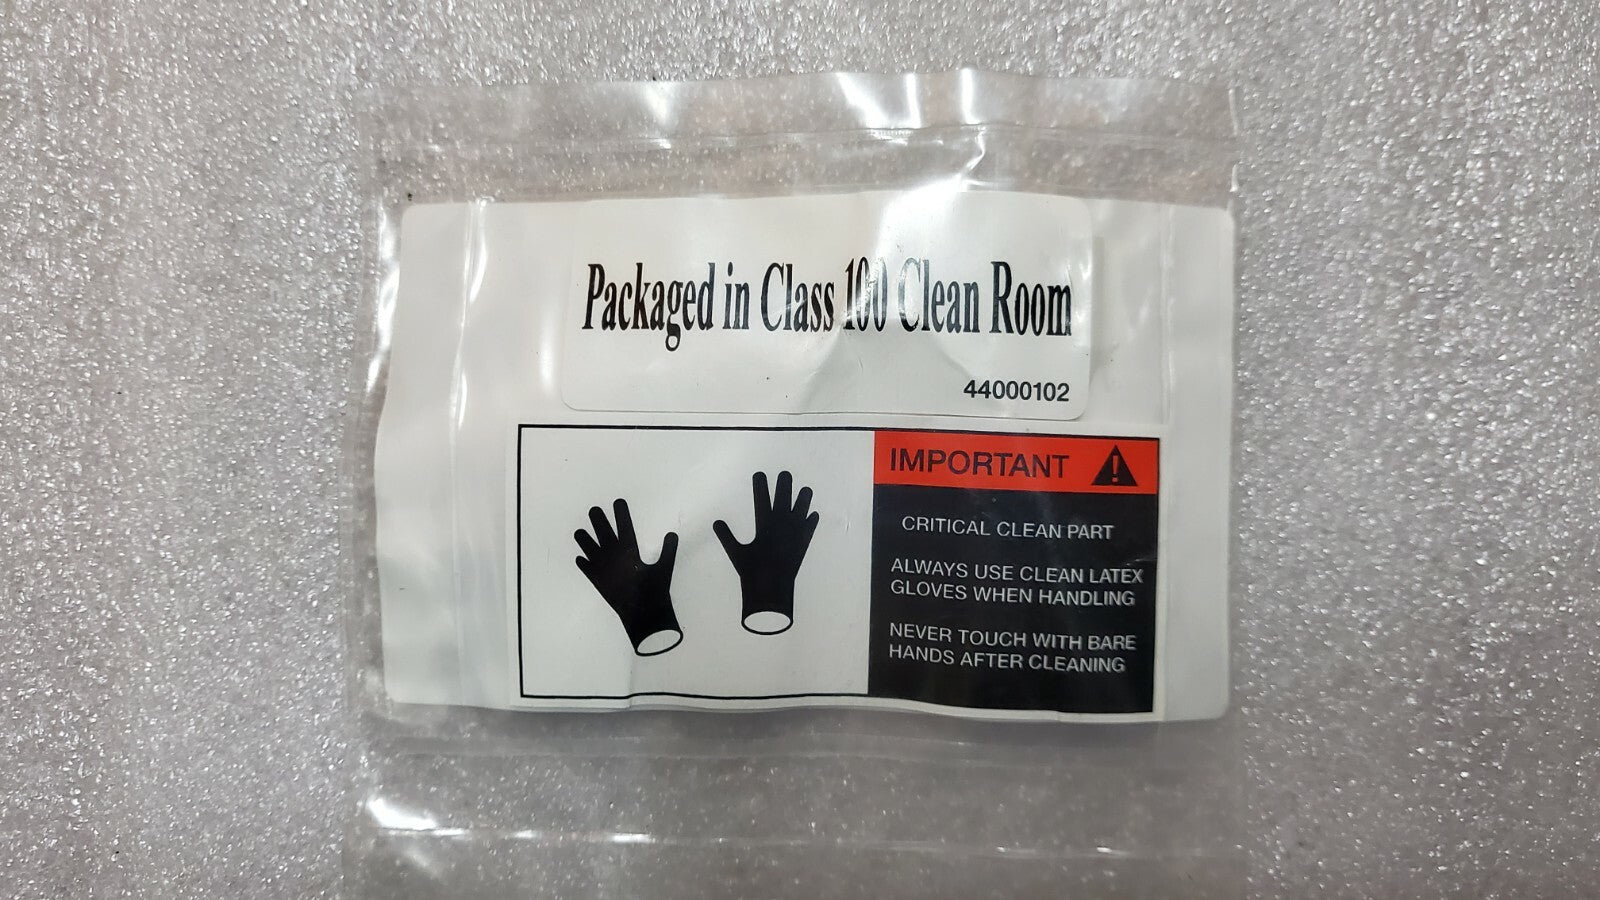 Packaged in Class 100 Clean Room
44000102
IMPORTANT
CRITICAL CLEAN PART
ALWAYS USE CLEAN LATEX
GLOVES WHEN HANDLING
NEVER TOUCH WITH BARE
HANDS AFTER CLEANING